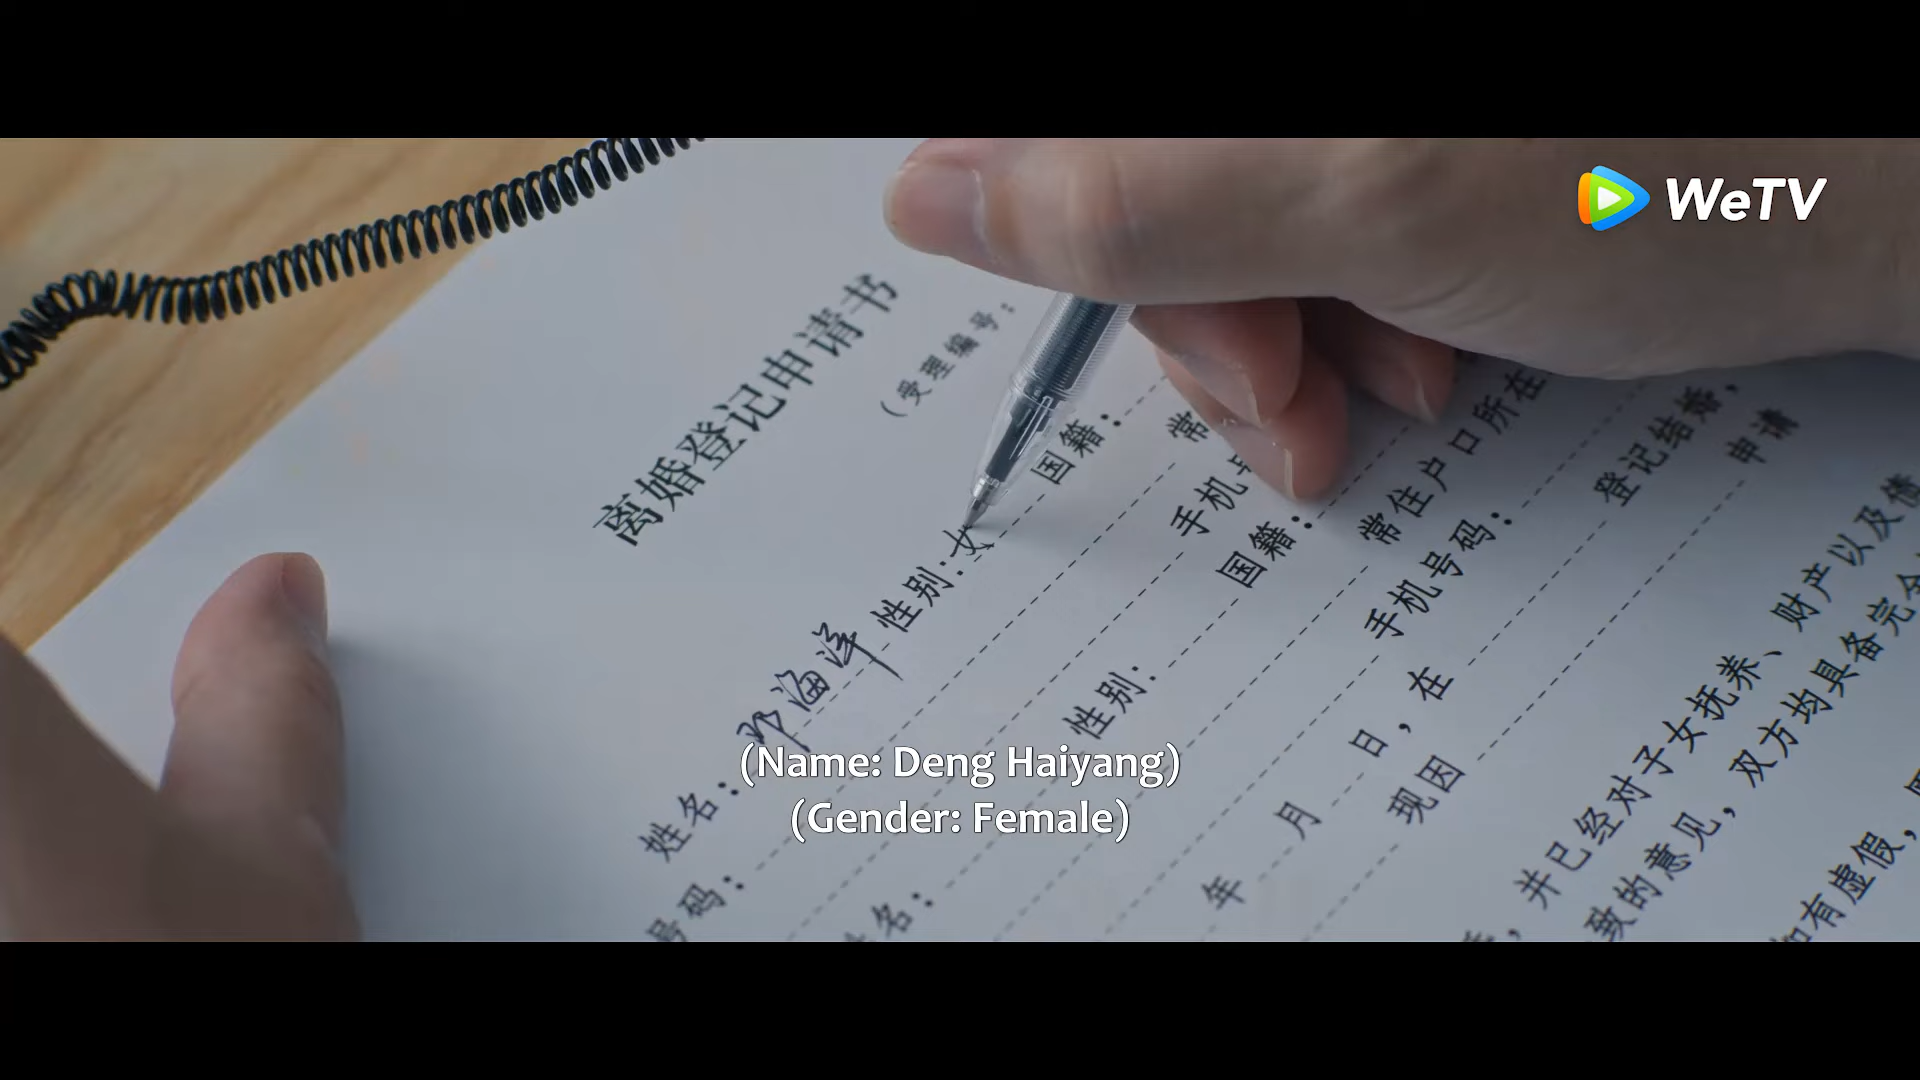 WeTV
离婚登记申请书
（受理编号：
姓名：邓海洋 性别：女 国籍：
号码： 手机号
常
姓名： 性别： 国籍：
手机号码： 常住户口所在
年 月 日，在 登记结婚，
现因 申请
，并已经对子女抚养、财产以及债
致的意见，双方均具备完全
如有虚假，
(Name: Deng Haiyang)
(Gender: Female)